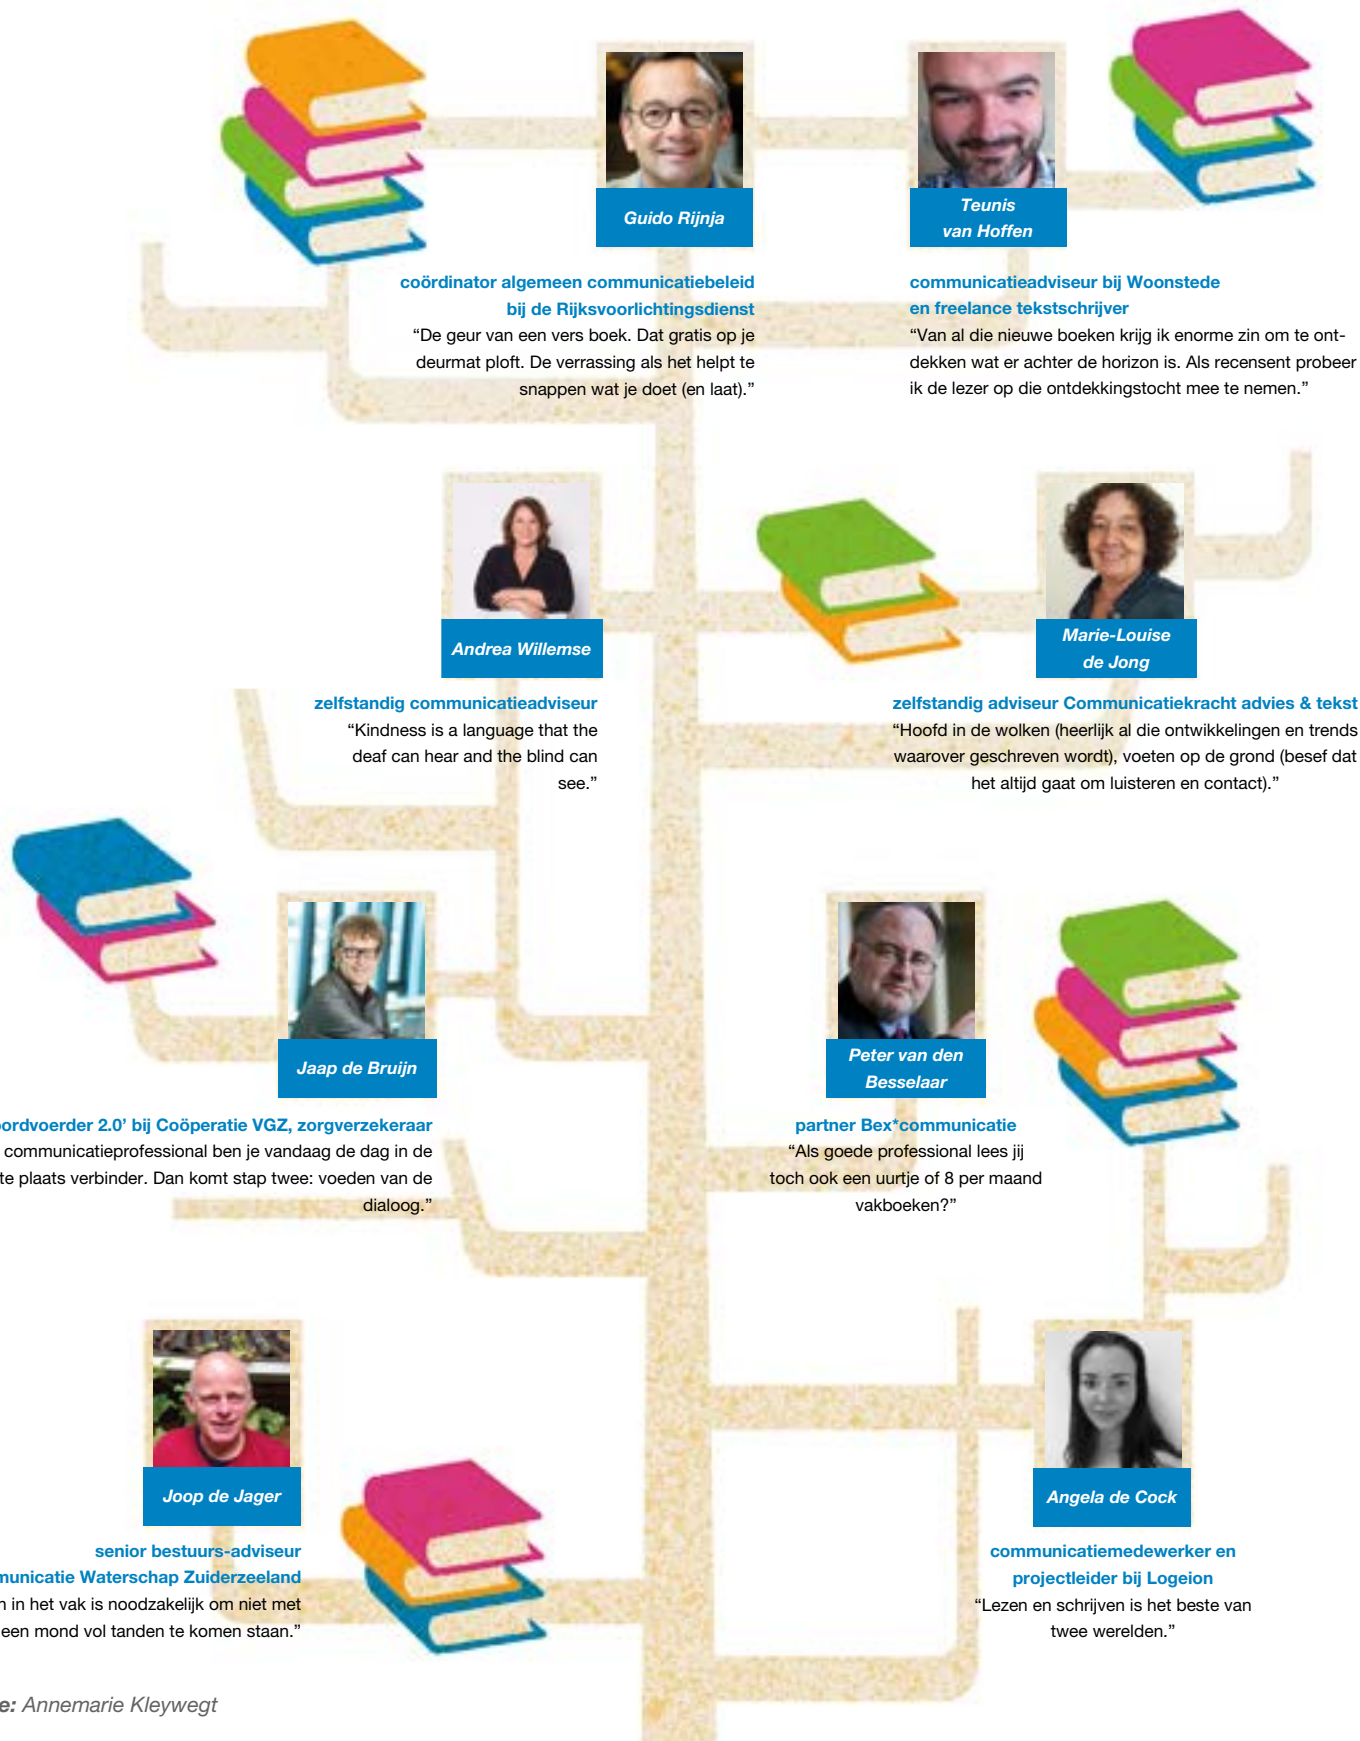 Guido Rijnja
coördinator algemeen communicatiebeleid
bij de Rijksvoorlichtingsdienst
“De geur van een vers boek. Dat gratis op je
deurmat ploft. De verrassing als het helpt te
snappen wat je doet (en laat).”
Teunis
van Hoffen
communicatieadviseur bij Woonstede
en freelance tekstschrijver
“Van al die nieuwe boeken krijg ik enorme zin om te ont-
dekken wat er achter de horizon is. Als recensent probeer
ik de lezer op die ontdekkingstocht mee te nemen.”
Andrea Willemse
zelfstandig communicatieadviseur
“Kindness is a language that the
deaf can hear and the blind can
see.”
Marie-Louise
de Jong
zelfstandig adviseur Communicatiekracht advies & tekst
“Hoofd in de wolken (heerlijk al die ontwikkelingen en trends
waarover geschreven wordt), voeten op de grond (besef dat
het altijd gaat om luisteren en contact).”
Jaap de Bruijn
oordvoerder 2.0’ bij Coöperatie VGZ, zorgverzekeraar
communicatieprofessional ben je vandaag de dag in de
te plaats verbinder. Dan komt stap twee: voeden van de
dialoog.”
Peter van den
Besselaar
partner Bex*communicatie
“Als goede professional lees jij
toch ook een uurtje of 8 per maand
vakboeken?”
Joop de Jager
senior bestuurs-adviseur
municatie Waterschap Zuiderzeeland
n in het vak is noodzakelijk om niet met
een mond vol tanden te komen staan.”
Angela de Cock
communicatiemedewerker en
projectleider bij Logeion
“Lezen en schrijven is het beste van
twee werelden.”
e: Annemarie Kleywegt